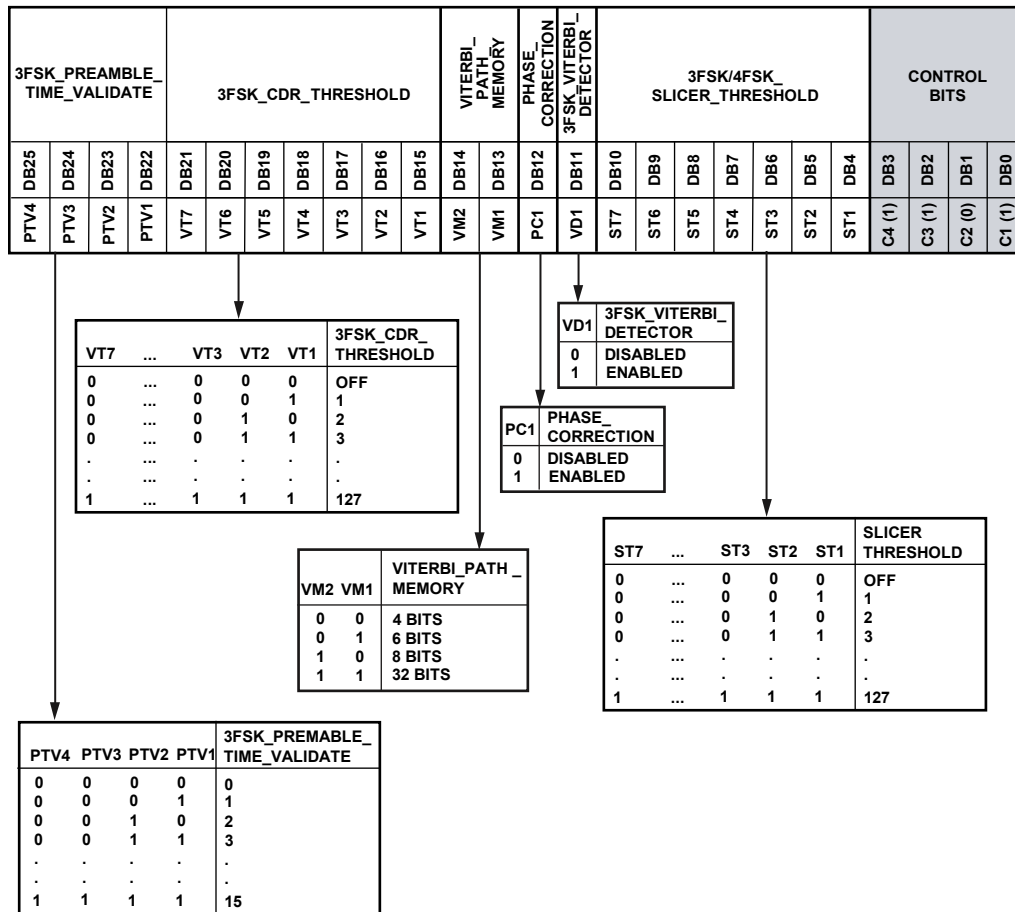 3FSK_PREAMBLE_
TIME_VALIDATE
3FSK_CDR_THRESHOLD
VITERBI_
PATH_
MEMORY
PHASE_
CORRECTION
3FSK_VITERBI_
DETECTOR
3FSK/4FSK_
SLICER_THRESHOLD
CONTROL
BITS
DB25 DB24 DB23 DB22 DB21 DB20 DB19 DB18 DB17 DB16 DB15 DB14 DB13 DB12 DB11 DB10 DB9 DB8 DB7 DB6 DB5 DB4 DB3 DB2 DB1 DB0
PTV4 PTV3 PTV2 PTV1 VT7 VT6 VT5 VT4 VT3 VT2 VT1 VM2 VM1 PC1 VD1 ST7 ST6 ST5 ST4 ST3 ST2 ST1 C4 (1) C3 (1) C2 (0) C1 (1)
VT7 ... VT3 VT2 VT1 3FSK_CDR_
THRESHOLD
0 ... 0 0 0 OFF
0 ... 0 0 1 1
0 ... 0 1 0 2
0 ... 0 1 1 3
. ... . . . .
. ... . . . .
1 ... 1 1 1 127
VD1 3FSK_VITERBI_
DETECTOR
0 DISABLED
1 ENABLED
PC1 PHASE_
CORRECTION
0 DISABLED
1 ENABLED
VM2 VM1 VITERBI_PATH _
MEMORY
0 0 4 BITS
0 1 6 BITS
1 0 8 BITS
1 1 32 BITS
ST7 ... ST3 ST2 ST1 SLICER
THRESHOLD
0 ... 0 0 0 OFF
0 ... 0 0 1 1
0 ... 0 1 0 2
0 ... 0 1 1 3
. ... . . . .
. ... . . . .
1 ... 1 1 1 127
PTV4 PTV3 PTV2 PTV1 3FSK_PREMABLE_
TIME_VALIDATE
0 0 0 0 0
0 0 0 1 1
0 0 1 0 2
0 0 1 1 3
. . . . .
. . . . .
1 1 1 1 15